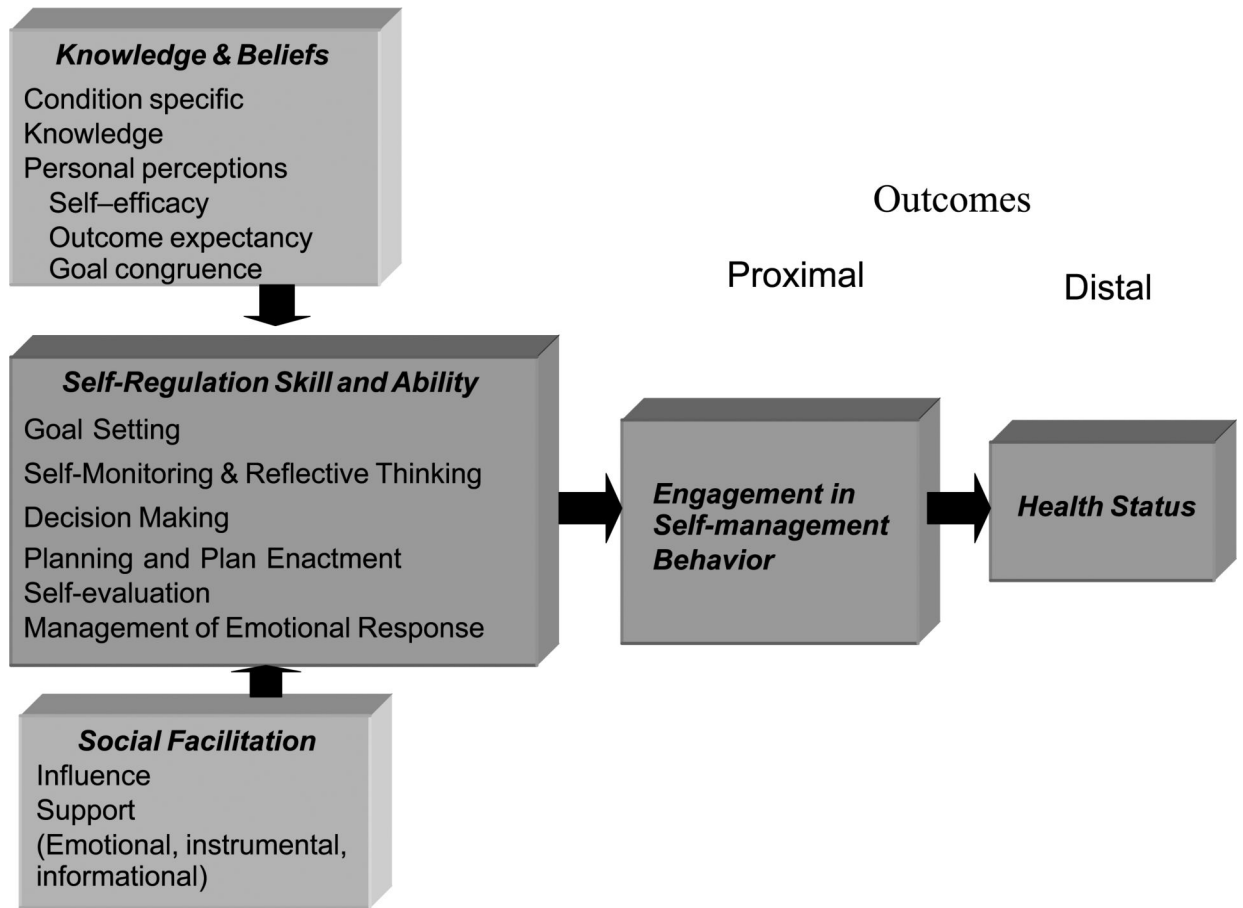 Knowledge & Beliefs
Condition specific
Knowledge
Personal perceptions
Self–efficacy
Outcome expectancy
Goal congruence
Outcomes
Proximal
Distal
Self-Regulation Skill and Ability
Goal Setting
Self-Monitoring & Reflective Thinking
Decision Making
Planning and Plan Enactment
Self-evaluation
Management of Emotional Response
Engagement in
Self-management
Behavior
Health Status
Social Facilitation
Influence
Support
(Emotional, instrumental,
informational)